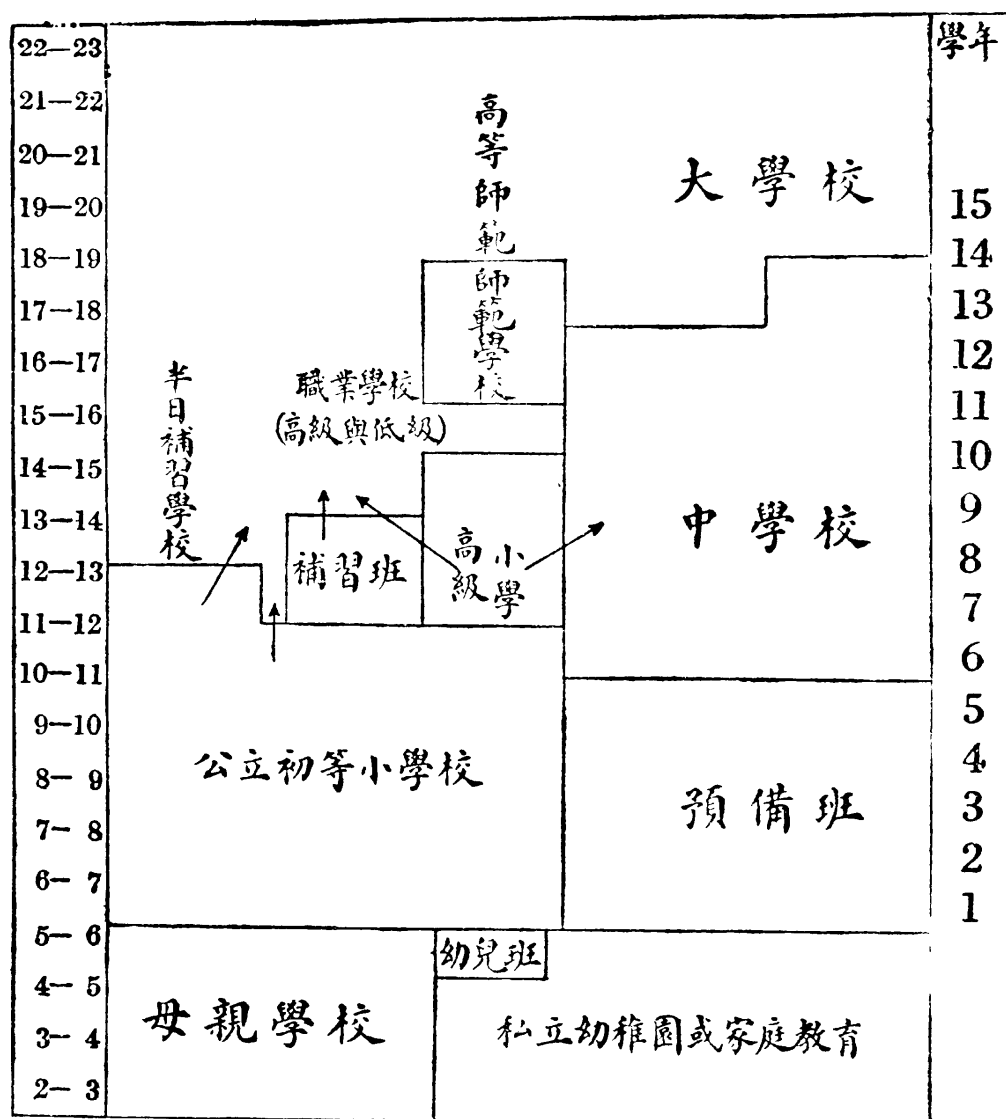 22—23
21—22
20—21
19—20
18—19
17—18
16—17
15—16
14—15
13—14
12—13
11—12
10—11
9—10
8— 9
7— 8
6— 7
5— 6
4— 5
3— 4
2— 3
高等師範
師範學校
大學校
半日補習學校
職業學校
(高級與低級)
補習班
高級
小學
中學校
公立初等小學校
預備班
幼兒班
母親學校
私立幼稚園或家庭教育
學年
15
14
13
12
11
10
9
8
7
6
5
4
3
2
1